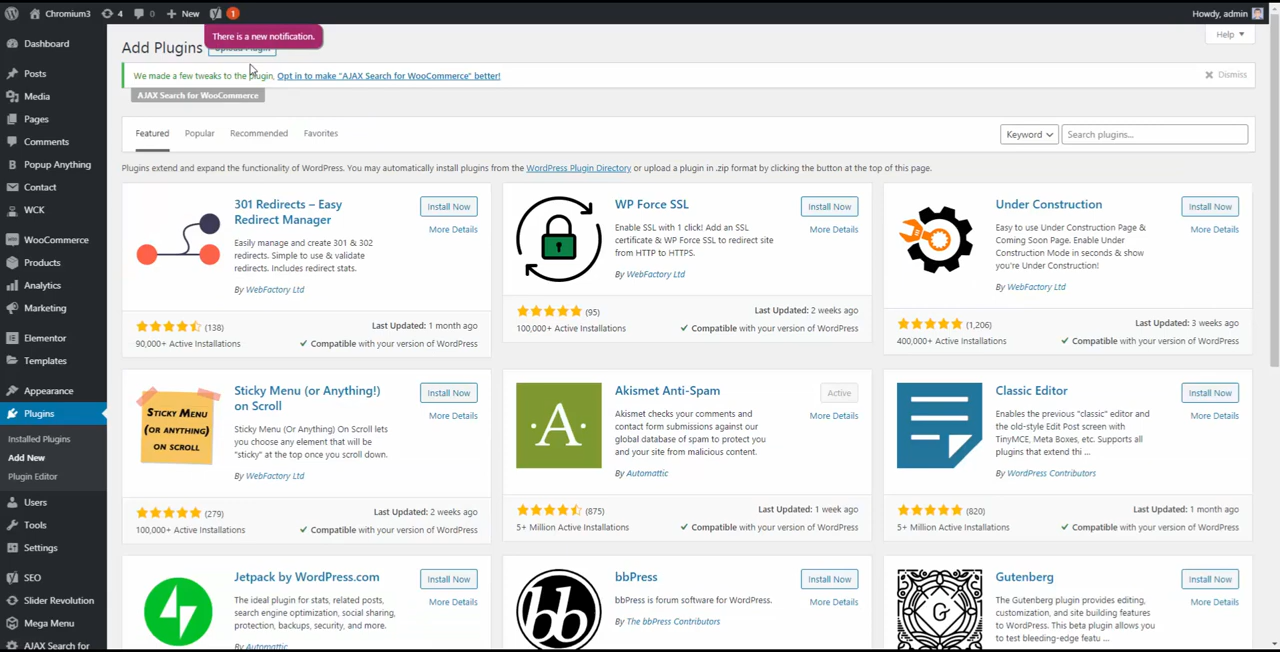 Chromium3 4 0 New 1 Howdy, admin
There is a new notification.
Add Plugins Upload Plugin Help
We made a few tweaks to the plugin, Opt in to make "AJAX Search for WooCommerce" better! Dismiss
AJAX Search for WooCommerce
Dashboard
Posts
Media
Pages
Comments
Popup Anything
Contact
WCK
WooCommerce
Products
Analytics
Marketing
Elementor
Templates
Appearance
Plugins
Installed Plugins
Add New
Plugin Editor
Users
Tools
Settings
SEO
Slider Revolution
Mega Menu
AJAX Search for
Featured Popular Recommended Favorites Keyword Search plugins...
Plugins extend and expand the functionality of WordPress. You may automatically install plugins from the WordPress Plugin Directory or upload a plugin in .zip format by clicking the button at the top of this page.
301 Redirects – Easy
Redirect Manager
Install Now
More Details
Easily manage and create 301 & 302
redirects. Simple to use & validate
redirects. Includes redirect stats.
By WebFactory Ltd
(138) Last Updated: 1 month ago
90,000+ Active Installations Compatible with your version of WordPress
WP Force SSL
Install Now
More Details
Enable SSL with 1 click! Add an SSL
certificate & WP Force SSL to redirect site
from HTTP to HTTPS.
By WebFactory Ltd
(95) Last Updated: 2 weeks ago
100,000+ Active Installations Compatible with your version of WordPress
Under Construction
Install Now
More Details
Easy to use Under Construction Page &
Coming Soon Page. Enable Under
Construction Mode in seconds & show
you're Under Construction!
By WebFactory Ltd
(1,206) Last Updated: 3 weeks ago
400,000+ Active Installations Compatible with your version of WordPress
STICKY MENU
(OR ANYTHING)
ON SCROLL
Sticky Menu (or Anything!)
on Scroll
Install Now
More Details
Sticky Menu (Or Anything) On Scroll lets
you choose any element that will be
"sticky" at the top once you scroll down.
By WebFactory Ltd
(279) Last Updated: 2 weeks ago
100,000+ Active Installations Compatible with your version of WordPress
·A·
Akismet Anti-Spam
Active
More Details
Akismet checks your comments and
contact form submissions against our
global database of spam to protect you
and your site from malicious content.
By Automattic
(875) Last Updated: 1 week ago
5+ Million Active Installations Compatible with your version of WordPress
Classic Editor
Install Now
More Details
Enables the previous "classic" editor and
the old-style Edit Post screen with
TinyMCE, Meta Boxes, etc. Supports all
plugins that extend thi ...
By WordPress Contributors
(820) Last Updated: 1 month ago
5+ Million Active Installations Compatible with your version of WordPress
Jetpack by WordPress.com
Install Now
More Details
The ideal plugin for stats, related posts,
search engine optimization, social sharing,
protection, backups, security, and more.
By Automattic
bb
bbPress
Install Now
More Details
bbPress is forum software for WordPress.
By The bbPress Contributors
G
Gutenberg
Install Now
More Details
The Gutenberg plugin provides editing,
customization, and site building features
to WordPress. This beta plugin allows you
to test bleeding-edge featu ...